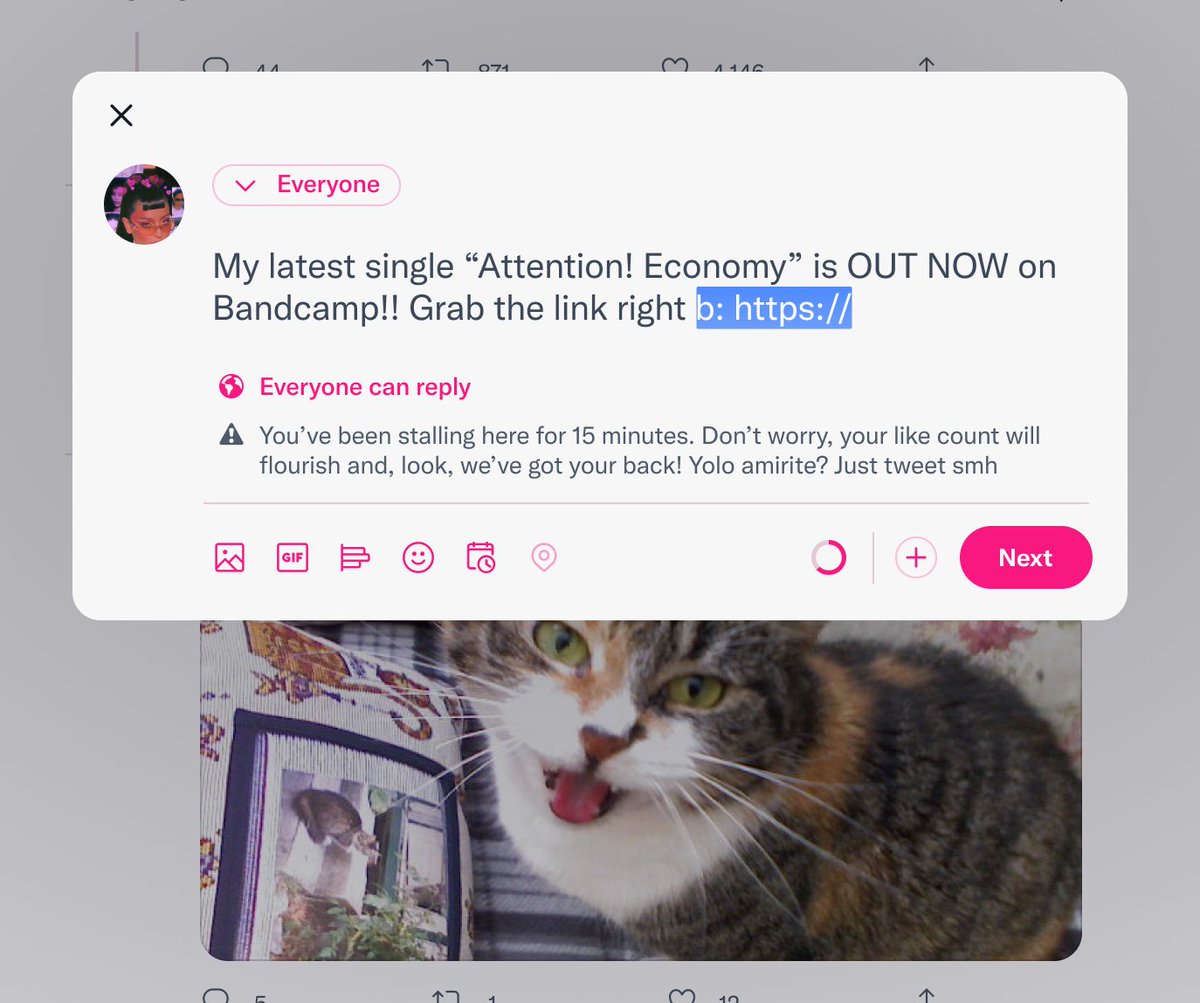 44 871 4,146
Everyone
My latest single “Attention! Economy” is OUT NOW on
Bandcamp!! Grab the link right b: https://
Everyone can reply
You’ve been stalling here for 15 minutes. Don’t worry, your like count will
flourish and, look, we’ve got your back! Yolo amirite? Just tweet smh
GIF
Next
5 1 12